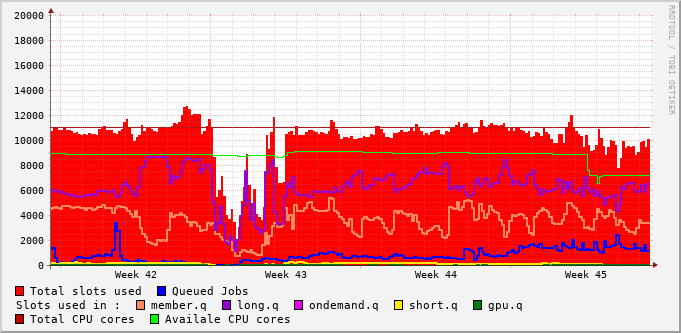 20000
18000
16000
14000
12000
10000
8000
6000
4000
2000
0
Week 42 Week 43 Week 44 Week 45
RRDTOOL / TOBI OETIKER
Total slots used Queued Jobs
Slots used in : member.q long.q ondemand.q short.q gpu.q
Total CPU cores Availale CPU cores